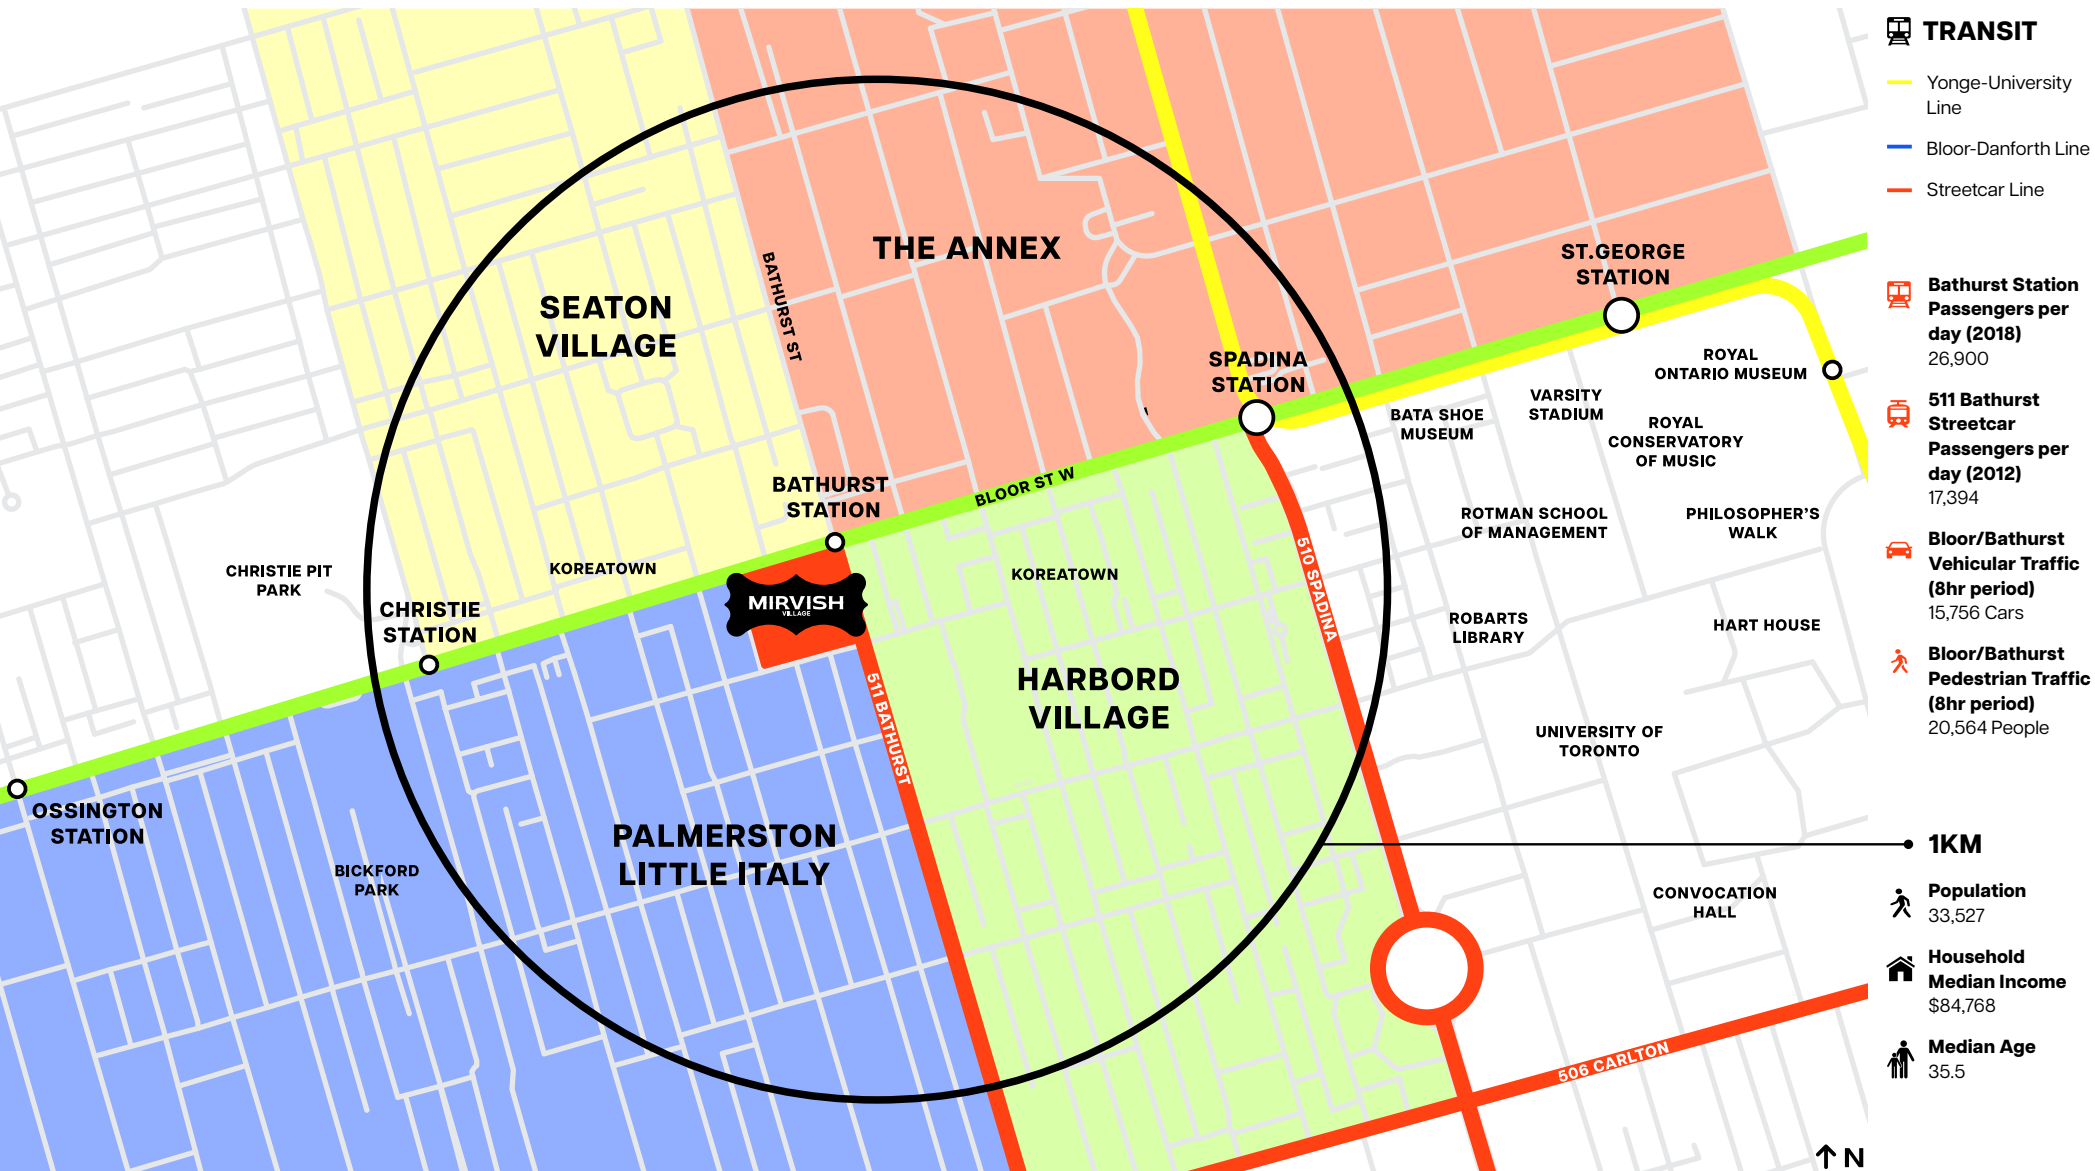 THE ANNEX
SEATON
VILLAGE
BATHURST ST
ST.GEORGE
STATION
SPADINA
STATION
ROYAL
ONTARIO MUSEUM
VARSITY
STADIUM
BATA SHOE
MUSEUM
ROYAL
CONSERVATORY
OF MUSIC
BATHURST
STATION
BLOOR ST W
ROTMAN SCHOOL
OF MANAGEMENT
PHILOSOPHER'S
WALK
CHRISTIE PIT
PARK
KOREATOWN
KOREATOWN
510 SPADINA
CHRISTIE
STATION
MIRVISH
VILLAGE
ROBARTS
LIBRARY
HART HOUSE
HARBORD
VILLAGE
511 BATHURST
UNIVERSITY OF
TORONTO
OSSINGTON
STATION
PALMERSTON
LITTLE ITALY
BICKFORD
PARK
CONVOCATION
HALL
506 CARLTON
N
TRANSIT
Yonge-University
Line
Bloor-Danforth Line
Streetcar Line
Bathurst Station
Passengers per
day (2018)
26,900
511 Bathurst
Streetcar
Passengers per
day (2012)
17,394
Bloor/Bathurst
Vehicular Traffic
(8hr period)
15,756 Cars
Bloor/Bathurst
Pedestrian Traffic
(8hr period)
20,564 People
1KM
Population
33,527
Household
Median Income
$84,768
Median Age
35.5